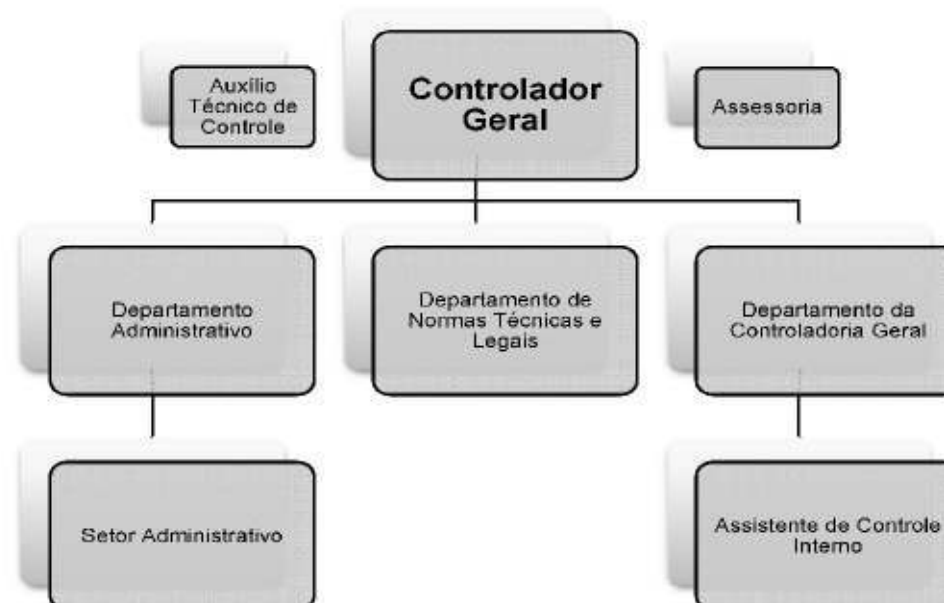 Auxílio
Técnico de
Controle
Controlador
Geral
Assessoria
Departamento
Administrativo
Departamento de
Normas Técnicas e
Legais
Departamento da
Controladoria Geral
Setor Administrativo
Assistente de Controle
Interno